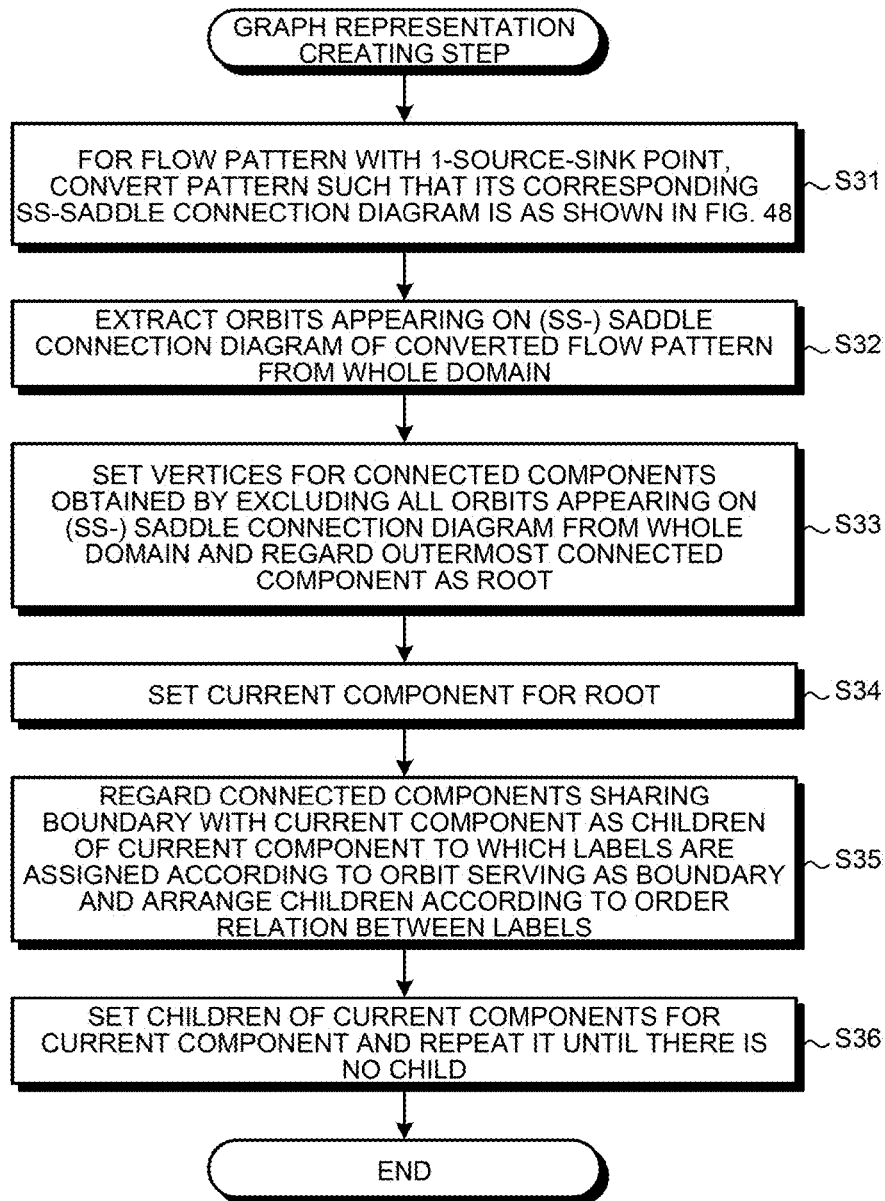 GRAPH REPRESENTATION
CREATING STEP
FOR FLOW PATTERN WITH 1-SOURCE-SINK POINT,
CONVERT PATTERN SUCH THAT ITS CORRESPONDING
SS-SADDLE CONNECTION DIAGRAM IS AS SHOWN IN FIG. 48
S31
EXTRACT ORBITS APPEARING ON (SS-) SADDLE
CONNECTION DIAGRAM OF CONVERTED FLOW PATTERN
FROM WHOLE DOMAIN
S32
SET VERTICES FOR CONNECTED COMPONENTS
OBTAINED BY EXCLUDING ALL ORBITS APPEARING ON
(SS-) SADDLE CONNECTION DIAGRAM FROM WHOLE
DOMAIN AND REGARD OUTERMOST CONNECTED
COMPONENT AS ROOT
S33
SET CURRENT COMPONENT FOR ROOT
S34
REGARD CONNECTED COMPONENTS SHARING
BOUNDARY WITH CURRENT COMPONENT AS CHILDREN
OF CURRENT COMPONENT TO WHICH LABELS ARE
ASSIGNED ACCORDING TO ORBIT SERVING AS BOUNDARY
AND ARRANGE CHILDREN ACCORDING TO ORDER
RELATION BETWEEN LABELS
S35
SET CHILDREN OF CURRENT COMPONENTS FOR
CURRENT COMPONENT AND REPEAT IT UNTIL THERE IS
NO CHILD
S36
END